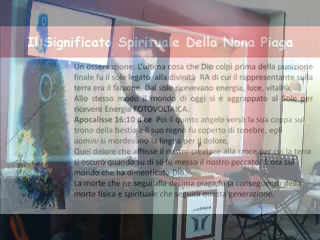 Il Significato Spirituale Della Nona Piaga
Un osservazione; L'ultima cosa che Dio colpì prima della punizione
finale fu il sole legato alla divinità RA di cui il rappresentante sulla
terra era il faraone. Dal sole ricevevano energia, luce, vitalità.
Allo stesso modo il mondo di oggi si è aggrappato al Sole per
ricevere Energia FOTOVOLTAICA.
Apocalisse 16:10 dice Poi il quinto angelo versò la sua coppa sul
trono della bestia e il suo regno fu coperto di tenebre, egli
uomini si mordevano la lingua per il dolore.
Quel dolore che afflisse il nostro creatore alla croce per cui la terra
si oscurò quando su di sé fu messo il nostro peccato. È ora sul
mondo che ha dimenticato Dio.
La morte che ne seguì alla decima piaga,fu la conseguenza della
morte fisica e spirituale che seguirà questa generazione.